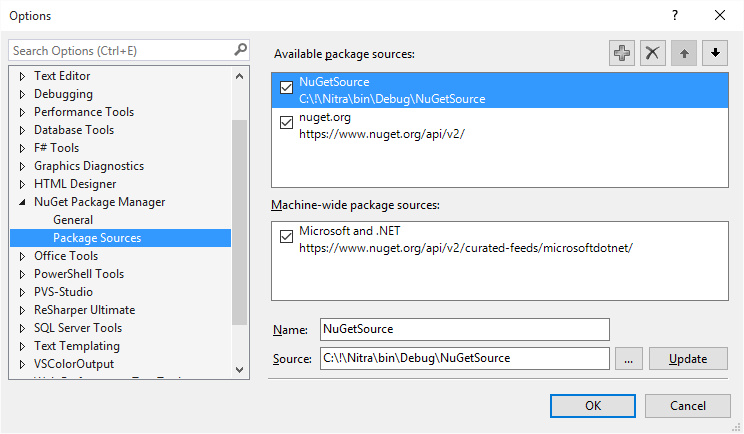 Options
Search Options (Ctrl+E)
Text Editor
Debugging
Performance Tools
Database Tools
F# Tools
Graphics Diagnostics
HTML Designer
NuGet Package Manager
General
Package Sources
Office Tools
PowerShell Tools
PVS-Studio
ReSharper Ultimate
SQL Server Tools
Text Templating
VSColorOutput
Available package sources:
NuGetSource
C:\!\Nitra\bin\Debug\NuGetSource
nuget.org
https://www.nuget.org/api/v2/
Machine-wide package sources:
Microsoft and .NET
https://www.nuget.org/api/v2/curated-feeds/microsoftdotnet/
Name: NuGetSource
Source: C:\!\Nitra\bin\Debug\NuGetSource ... Update
OK Cancel